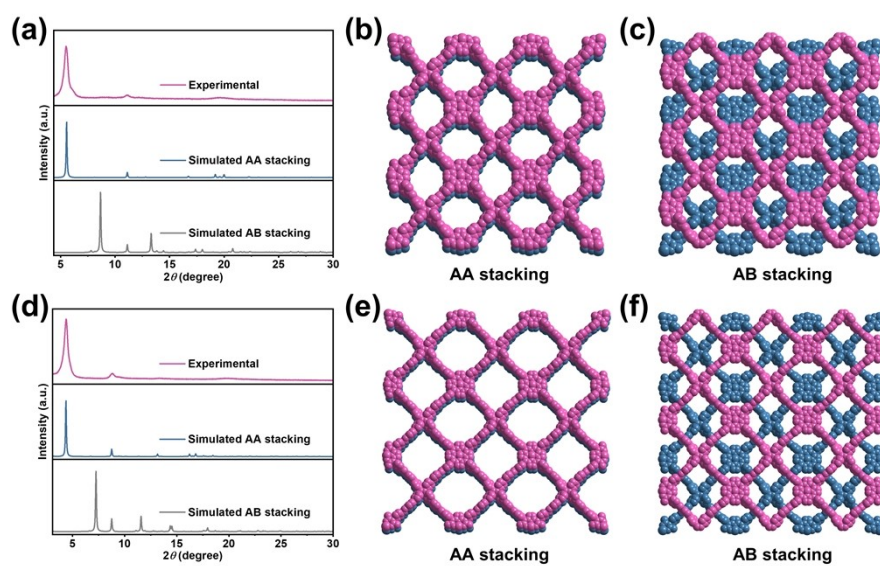 (a)
Intensity (a.u.)
Experimental
Simulated AA stacking
Simulated AB stacking
5 10 15 20 25 30
2θ (degree)
(b)
AA stacking
(c)
AB stacking
(d)
Intensity (a.u.)
Experimental
Simulated AA stacking
Simulated AB stacking
5 10 15 20 25 30
2θ (degree)
(e)
AA stacking
(f)
AB stacking